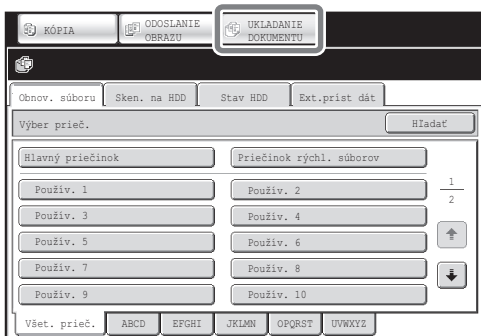 KÓPIA
ODOSLANIE
OBRAZU
UKLADANIE
DOKUMENTU
Obnov. súboru
Sken. na HDD
Stav HDD
Ext.príst dát
Výber prieč.
Hľadať
Hlavný priečinok
Priečinok rýchl. súborov
Použív. 1
Použív. 2
1
2
Použív. 3
Použív. 4
Použív. 5
Použív. 6
Použív. 7
Použív. 8
Použív. 9
Použív. 10
Všet. prieč.
ABCD
EFGHI
JKLMN
OPQRST
UVWXYZ